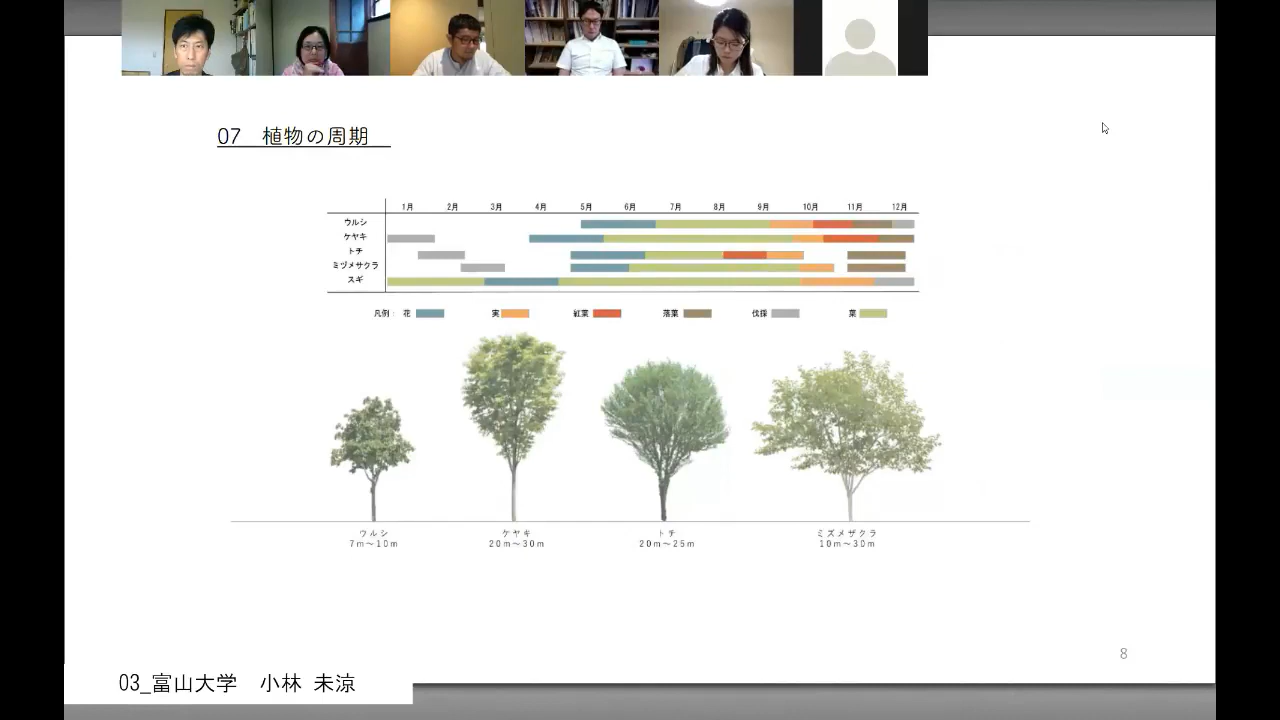 07　植物の周期
1月 2月 3月 4月 5月 6月 7月 8月 9月 10月 11月 12月
ウルシ
ケヤキ
トチ
ミヅメサクラ
スギ
凡例： 花 実 紅葉 落葉 伐採 葉
ウルシ
7m～10m
ケヤキ
20m～30m
トチ
20m～25m
ミズメザクラ
10m～30m
8
03_富山大学　小林 未涼